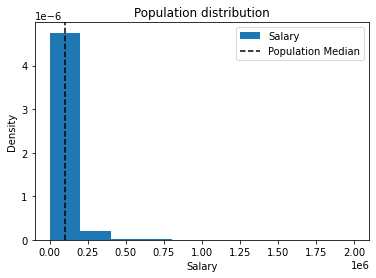 Population distribution
1e−6
Salary
Population Median
4
3
2
1
0
Density
0.00 0.25 0.50 0.75 1.00 1.25 1.50 1.75 2.00
1e6
Salary